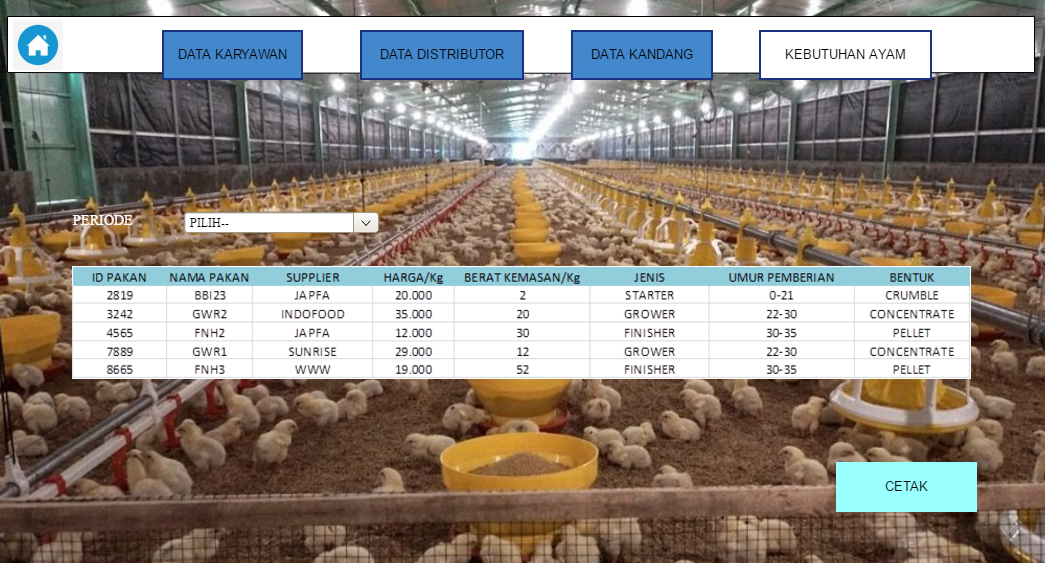 DATA KARYAWAN DATA DISTRIBUTOR DATA KANDANG KEBUTUHAN AYAM
PERIODE PILIH--
ID PAKAN NAMA PAKAN SUPPLIER HARGA/Kg BERAT KEMASAN/Kg JENIS UMUR PEMBERIAN BENTUK
2819 BBI23 JAPFA 20.000 2 STARTER 0-21 CRUMBLE
3242 GWR2 INDOFOOD 35.000 20 GROWER 22-30 CONCENTRATE
4565 FNH2 JAPFA 12.000 30 FINISHER 30-35 PELLET
7889 GWR1 SUNRISE 29.000 12 GROWER 22-30 CONCENTRATE
8665 FNH3 WWW 19.000 52 FINISHER 30-35 PELLET
CETAK